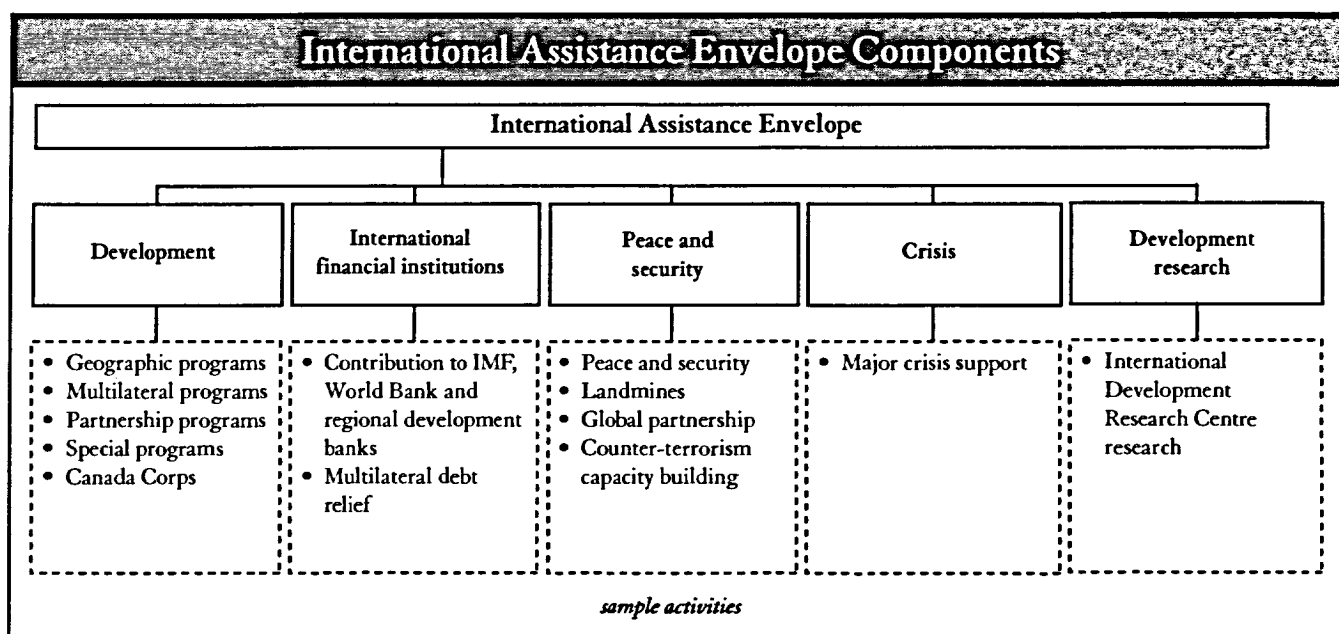 International Assistance Envelope Components
International Assistance Envelope
Development
International
financial institutions
Peace and
security
Crisis
Development
research
• Geographic programs
• Multilateral programs
• Partnership programs
• Special programs
• Canada Corps
• Contribution to IMF,
World Bank and
regional development
banks
• Multilateral debt
relief
• Peace and security
• Landmines
• Global partnership
• Counter-terrorism
capacity building
• Major crisis support
• International
Development
Research Centre
research
sample activities